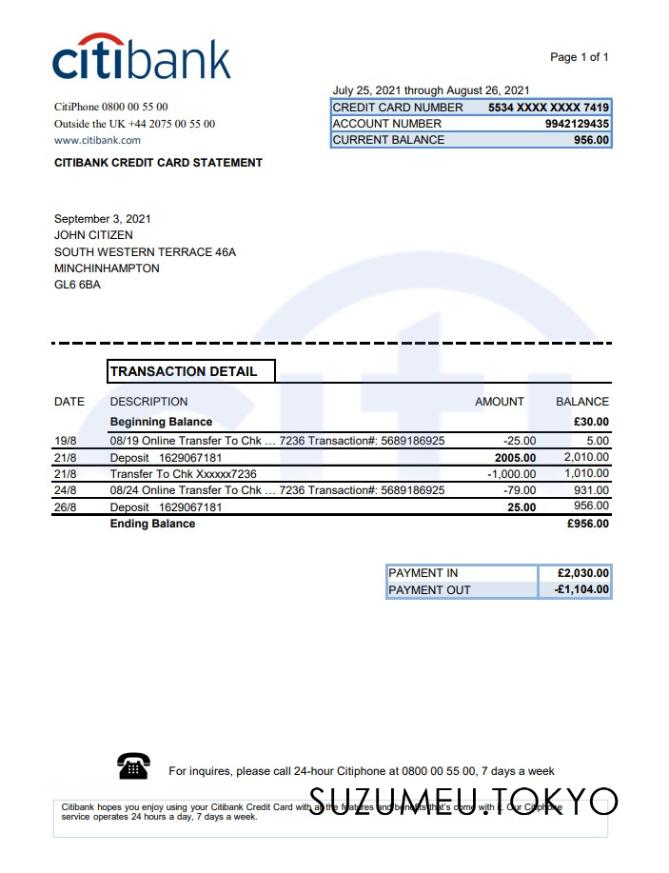 citibank
Page 1 of 1
July 25, 2021 through August 26, 2021
CitiPhone 0800 00 55 00
CREDIT CARD NUMBER 5534 XXXX XXXX 7419
Outside the UK +44 2075 00 55 00
ACCOUNT NUMBER 9942129435
www.citibank.com
CURRENT BALANCE 956.00
CITIBANK CREDIT CARD STATEMENT
September 3, 2021
JOHN CITIZEN
SOUTH WESTERN TERRACE 46A
MINCHINHAMPTON
GL6 6BA
TRANSACTION DETAIL
DATE DESCRIPTION AMOUNT BALANCE
Beginning Balance £30.00
19/8 08/19 Online Transfer To Chk ... 7236 Transaction#: 5689186925 -25.00 5.00
21/8 Deposit 1629067181 2005.00 2,010.00
21/8 Transfer To Chk Xxxxxx7236 -1,000.00 1,010.00
24/8 08/24 Online Transfer To Chk ... 7236 Transaction#: 5689186925 -79.00 931.00
26/8 Deposit 1629067181 25.00 956.00
Ending Balance £956.00
PAYMENT IN £2,030.00
PAYMENT OUT -£1,104.00
For inquires, please call 24-hour Citiphone at 0800 00 55 00, 7 days a week
Citibank hopes you enjoy using your Citibank Credit Card with all the features and benefits that's come with it. Our Citiphone
service operates 24 hours a day, 7 days a week.
SUZUMEU.TOKYO